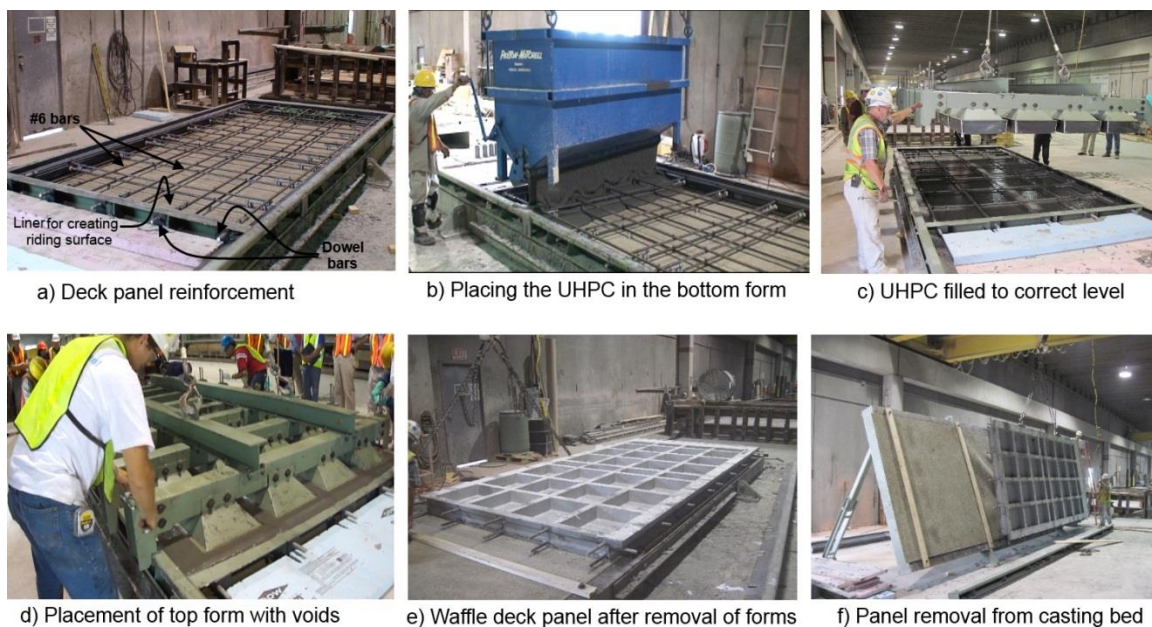 #6 bars
Liner for creating
riding surface
Dowel
bars
a) Deck panel reinforcement
b) Placing the UHPC in the bottom form
c) UHPC filled to correct level
d) Placement of top form with voids
e) Waffle deck panel after removal of forms
f) Panel removal from casting bed